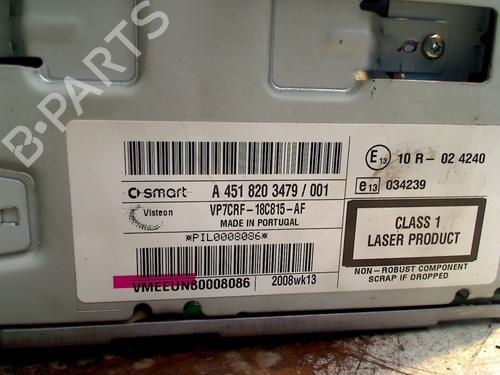 B-PARTS
smart A 451 820 3479 / 001
Visteon VP7CRF-18C815-AF
MADE IN PORTUGAL
*PIL0008086*
VMEEUN80008086 2008wk13
E13 10 R- 02 4240
e13 034239
CLASS 1
LASER PRODUCT
NON-ROBUST COMPONENT
SCRAP IF DROPPED